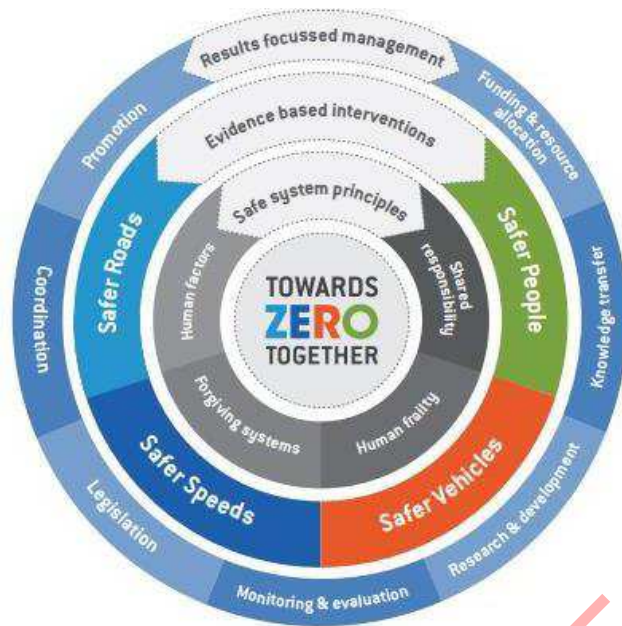 Results focussed management
Funding & resource
allocation
Knowledge transfer
Research & development
Monitoring & evaluation
Legislation
Coordination
Promotion
Evidence based interventions
Safer People
Safer Vehicles
Safer Speeds
Safer Roads
Safe system principles
Shared
responsibility
Human frailty
Forgiving systems
Human factors
TOWARDS
ZERO
TOGETHER